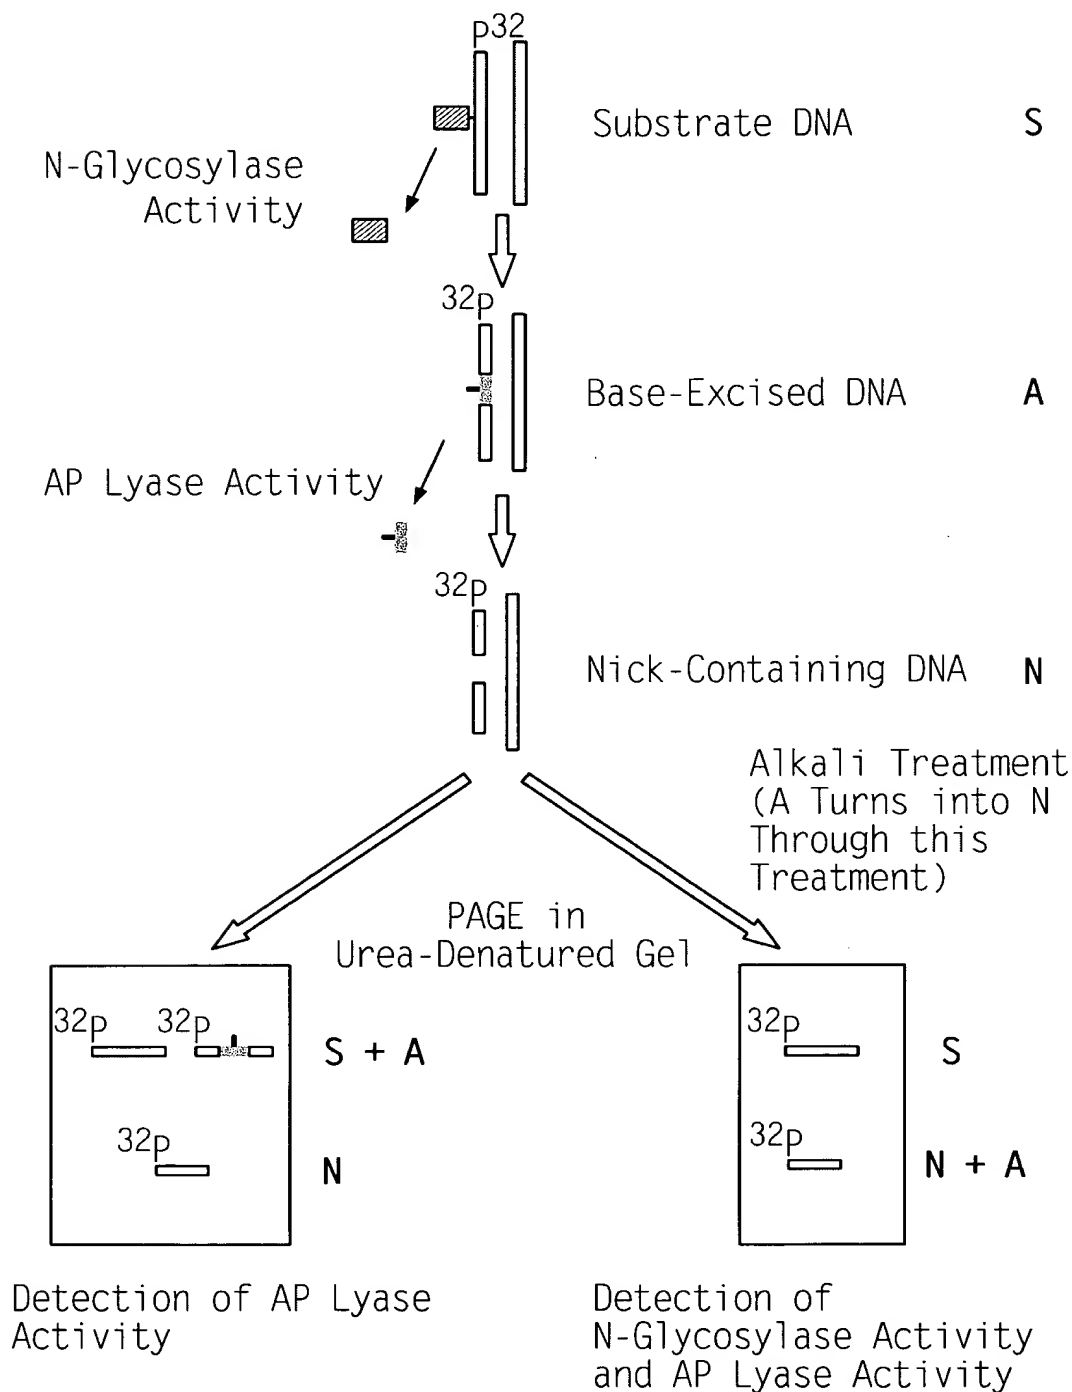 p32
Substrate DNA S
N-Glycosylase
Activity
32p
Base-Excised DNA A
AP Lyase Activity
32p
Nick-Containing DNA N
Alkali Treatment
(A Turns into N
Through this
Treatment)
PAGE in
Urea-Denatured Gel
32p 32p
S + A
32p
N
32p
S
32p
N + A
Detection of AP Lyase
Activity
Detection of
N-Glycosylase Activity
and AP Lyase Activity